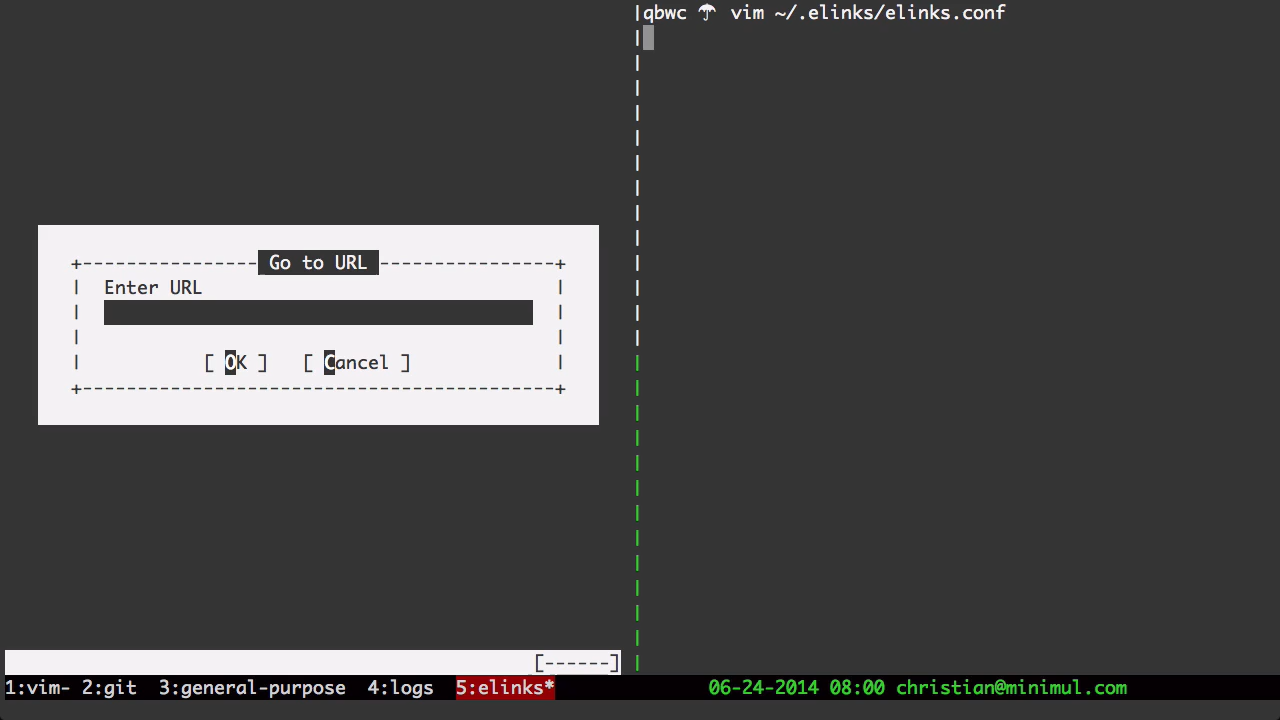 qbwc ☂ vim ~/.elinks/elinks.conf
Go to URL
Enter URL
[ OK ] [ Cancel ]
[------]
1:vim- 2:git 3:general-purpose 4:logs 5:elinks* 06-24-2014 08:00 christian@minimul.com